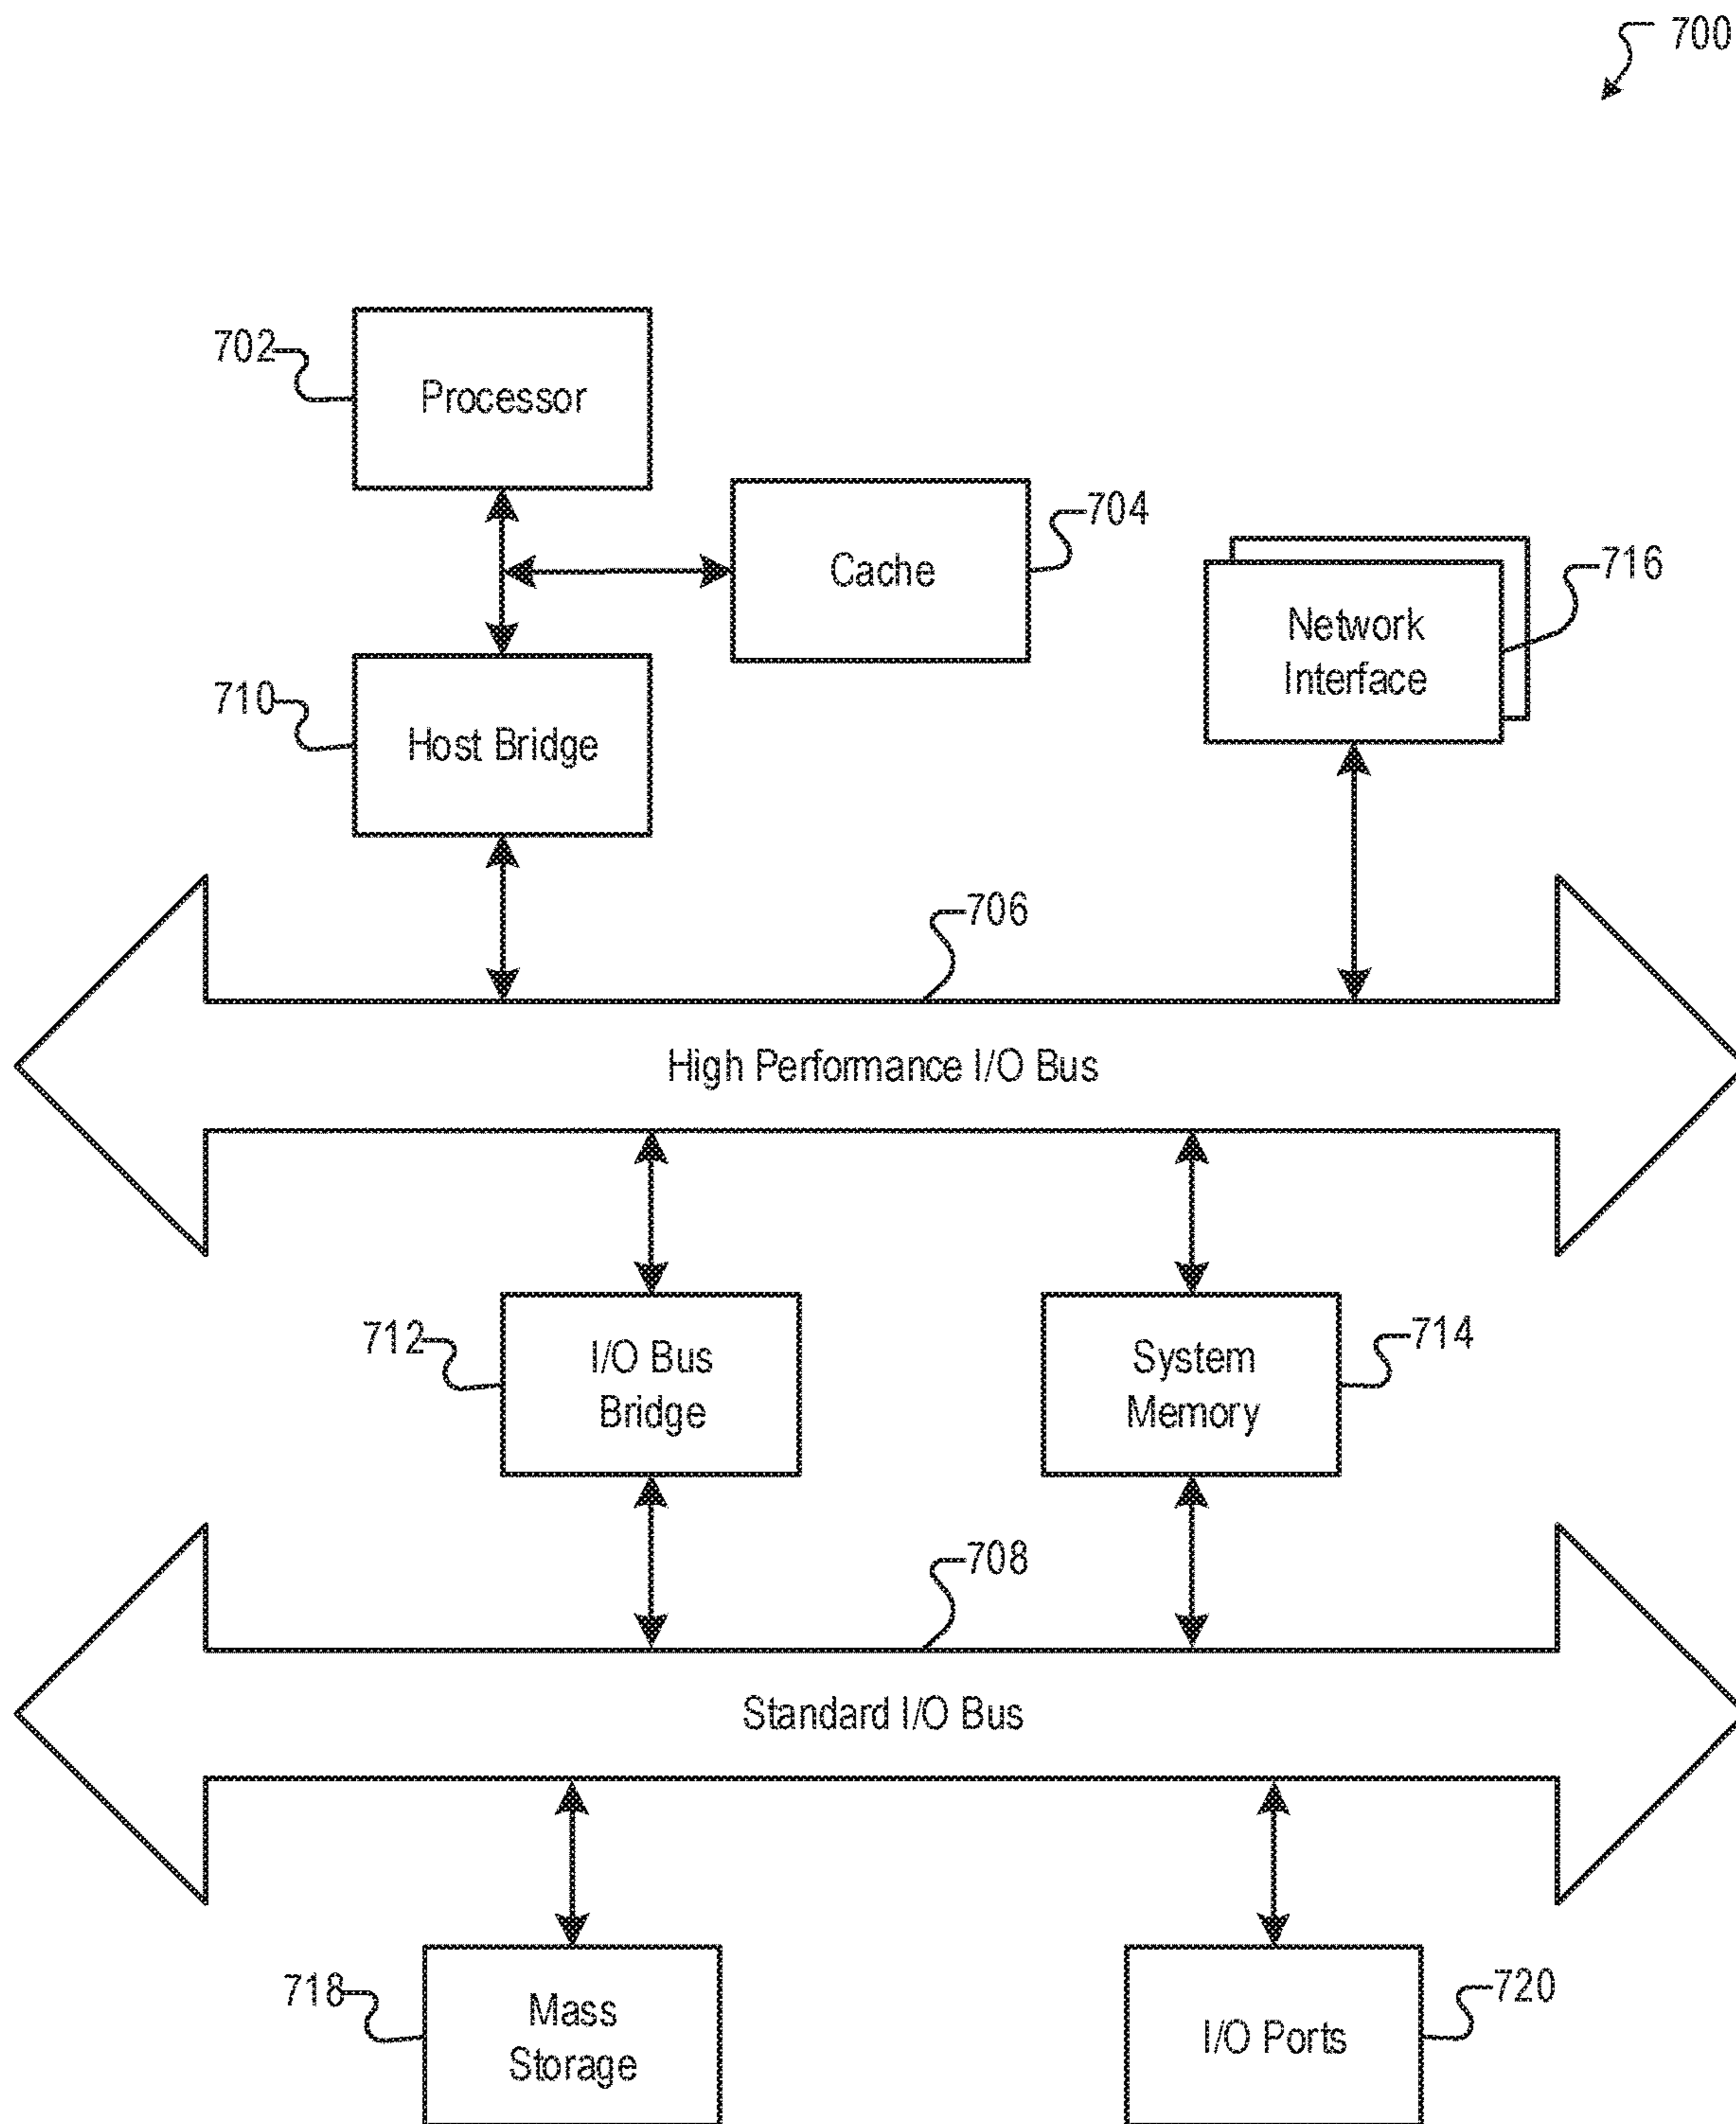 700
702
Processor
704
Cache
716
Network
Interface
710
Host Bridge
706
High Performance I/O Bus
712
I/O Bus
Bridge
714
System
Memory
708
Standard I/O Bus
718
Mass
Storage
720
I/O Ports